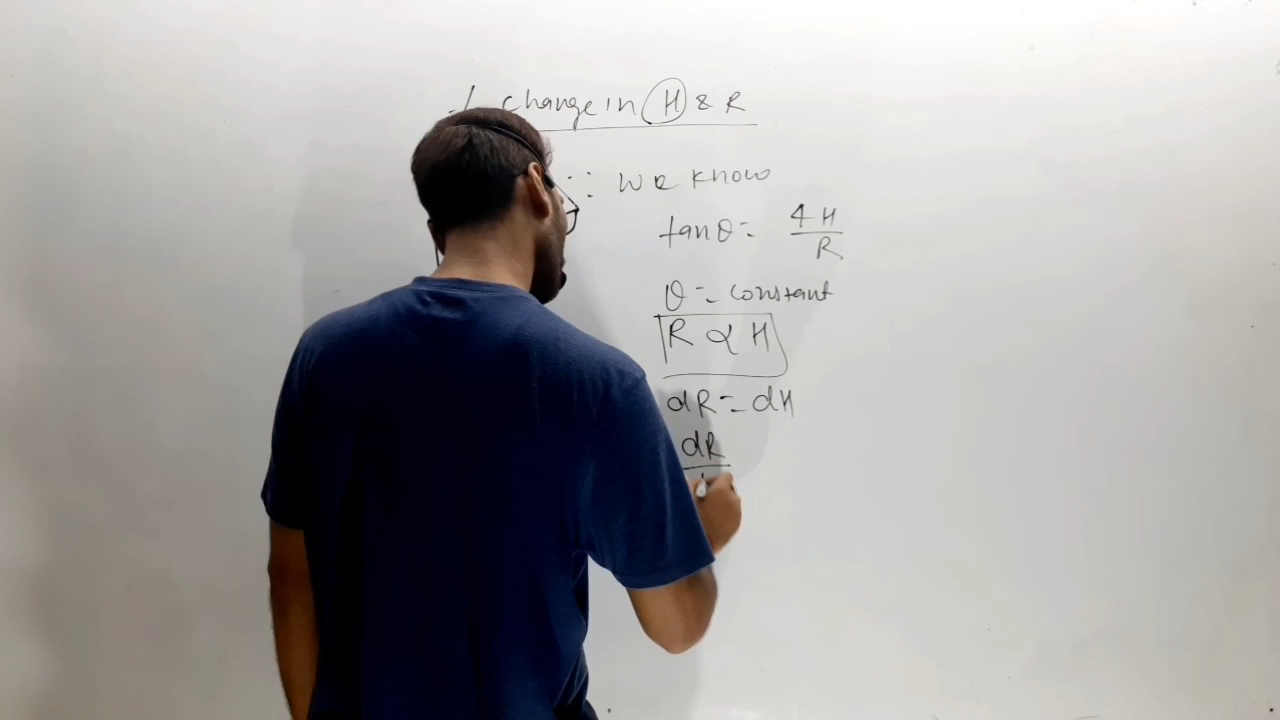 change in H & R
∵ we know
tanθ = 4H/R
θ = constant
R ∝ H
dR = dH
dR